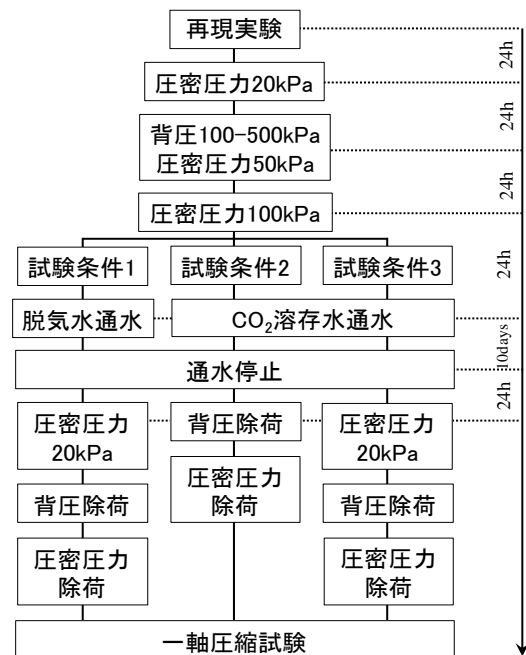 再現実験
24h
圧密圧力20kPa
24h
背圧100-500kPa
圧密圧力50kPa
24h
圧密圧力100kPa
24h
試験条件1
試験条件2
試験条件3
脱気水通水
CO₂溶存水通水
10days
通水停止
24h
圧密圧力
20kPa
背圧除荷
圧密圧力
20kPa
背圧除荷
圧密圧力
除荷
背圧除荷
圧密圧力
除荷
圧密圧力
除荷
一軸圧縮試験